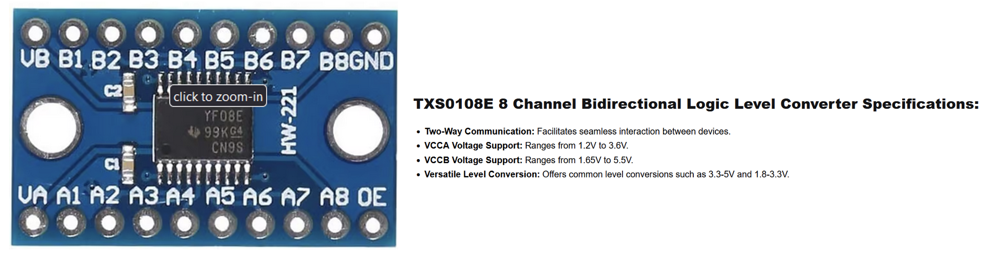 VB B1 B2 B3 B4 B5 B6 B7 B8 GND
C2
click to zoom-in
YF08E
99K G4
CN9S
HW-221
C1
VA A1 A2 A3 A4 A5 A6 A7 A8 OE
TXS0108E 8 Channel Bidirectional Logic Level Converter Specifications:
• Two-Way Communication: Facilitates seamless interaction between devices.
• VCCA Voltage Support: Ranges from 1.2V to 3.6V.
• VCCB Voltage Support: Ranges from 1.65V to 5.5V.
• Versatile Level Conversion: Offers common level conversions such as 3.3-5V and 1.8-3.3V.